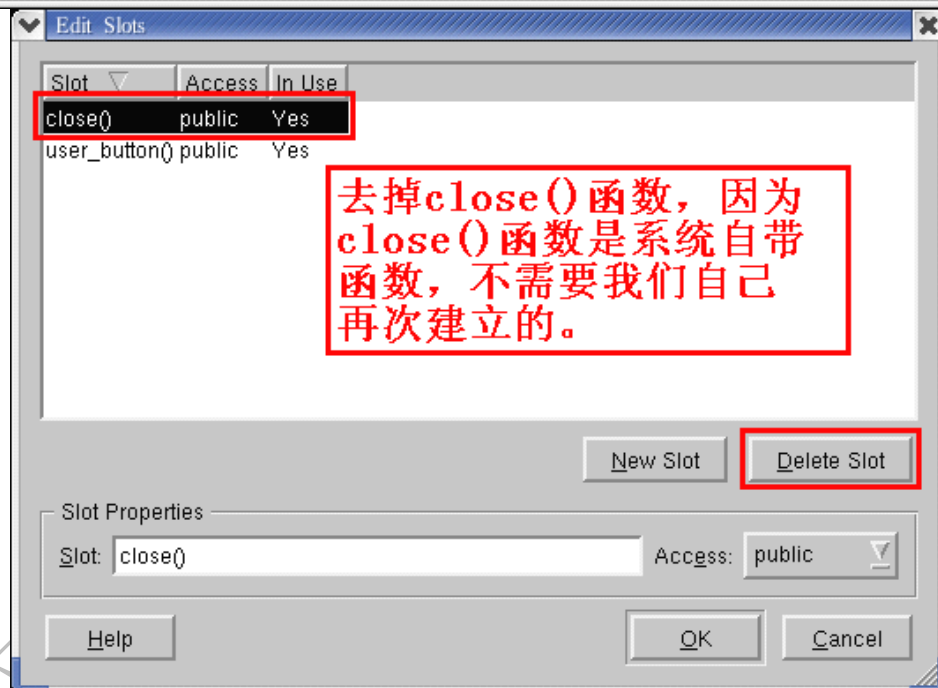 Edit Slots
Slot Access In Use
close() public Yes
user_button() public Yes
去掉close()函数，因为
close()函数是系统自带
函数，不需要我们自己
再次建立的。
New Slot Delete Slot
Slot Properties
Slot: close() Access: public
Help OK Cancel